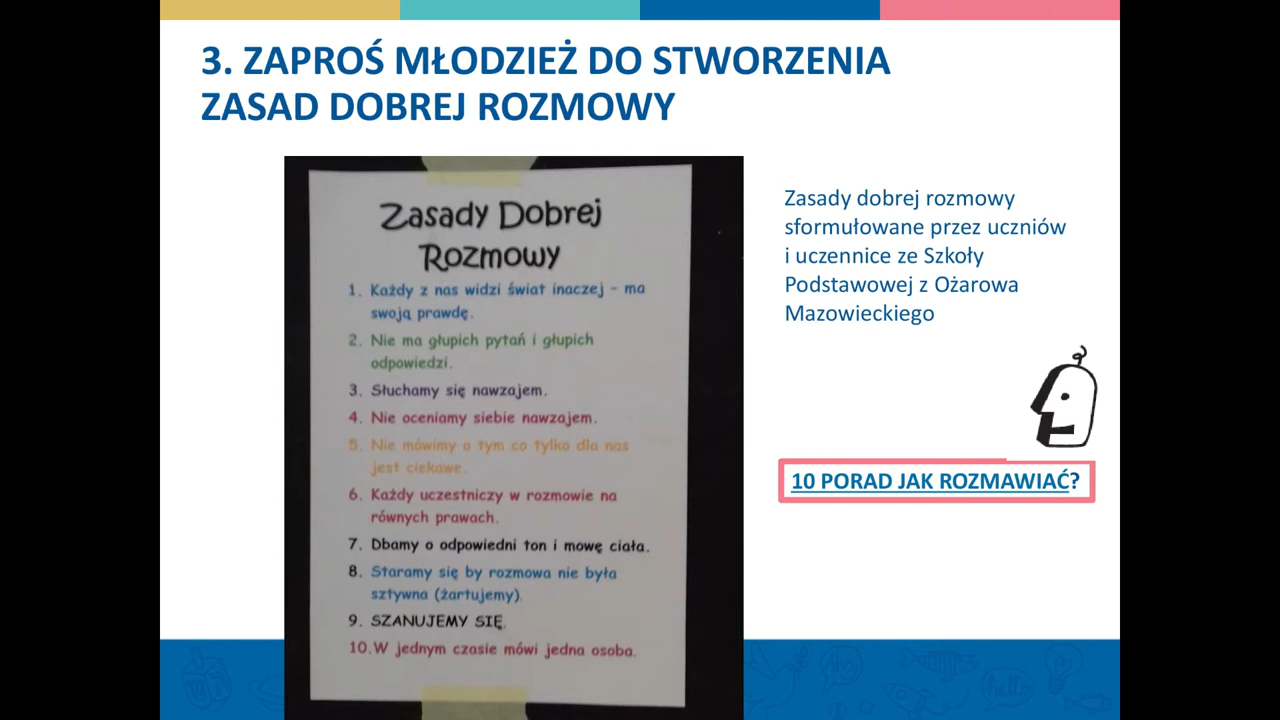 3. ZAPROŚ MŁODZIEŻ DO STWORZENIA
ZASAD DOBREJ ROZMOWY
Zasady Dobrej
Rozmowy
1. Każdy z nas widzi świat inaczej - ma
swoją prawdę.
2. Nie ma głupich pytań i głupich
odpowiedzi.
3. Słuchamy się nawzajem.
4. Nie oceniamy siebie nawzajem.
5. Nie mówimy o tym co tylko dla nas
jest ciekawe.
6. Każdy uczestniczy w rozmowie na
równych prawach.
7. Dbamy o odpowiedni ton i mowę ciała.
8. Staramy się by rozmowa nie była
sztywna (żartujemy).
9. SZANUJEMY SIĘ.
10.W jednym czasie mówi jedna osoba.
Zasady dobrej rozmowy
sformułowane przez uczniów
i uczennice ze Szkoły
Podstawowej z Ożarowa
Mazowieckiego
10 PORAD JAK ROZMAWIAĆ?
hello